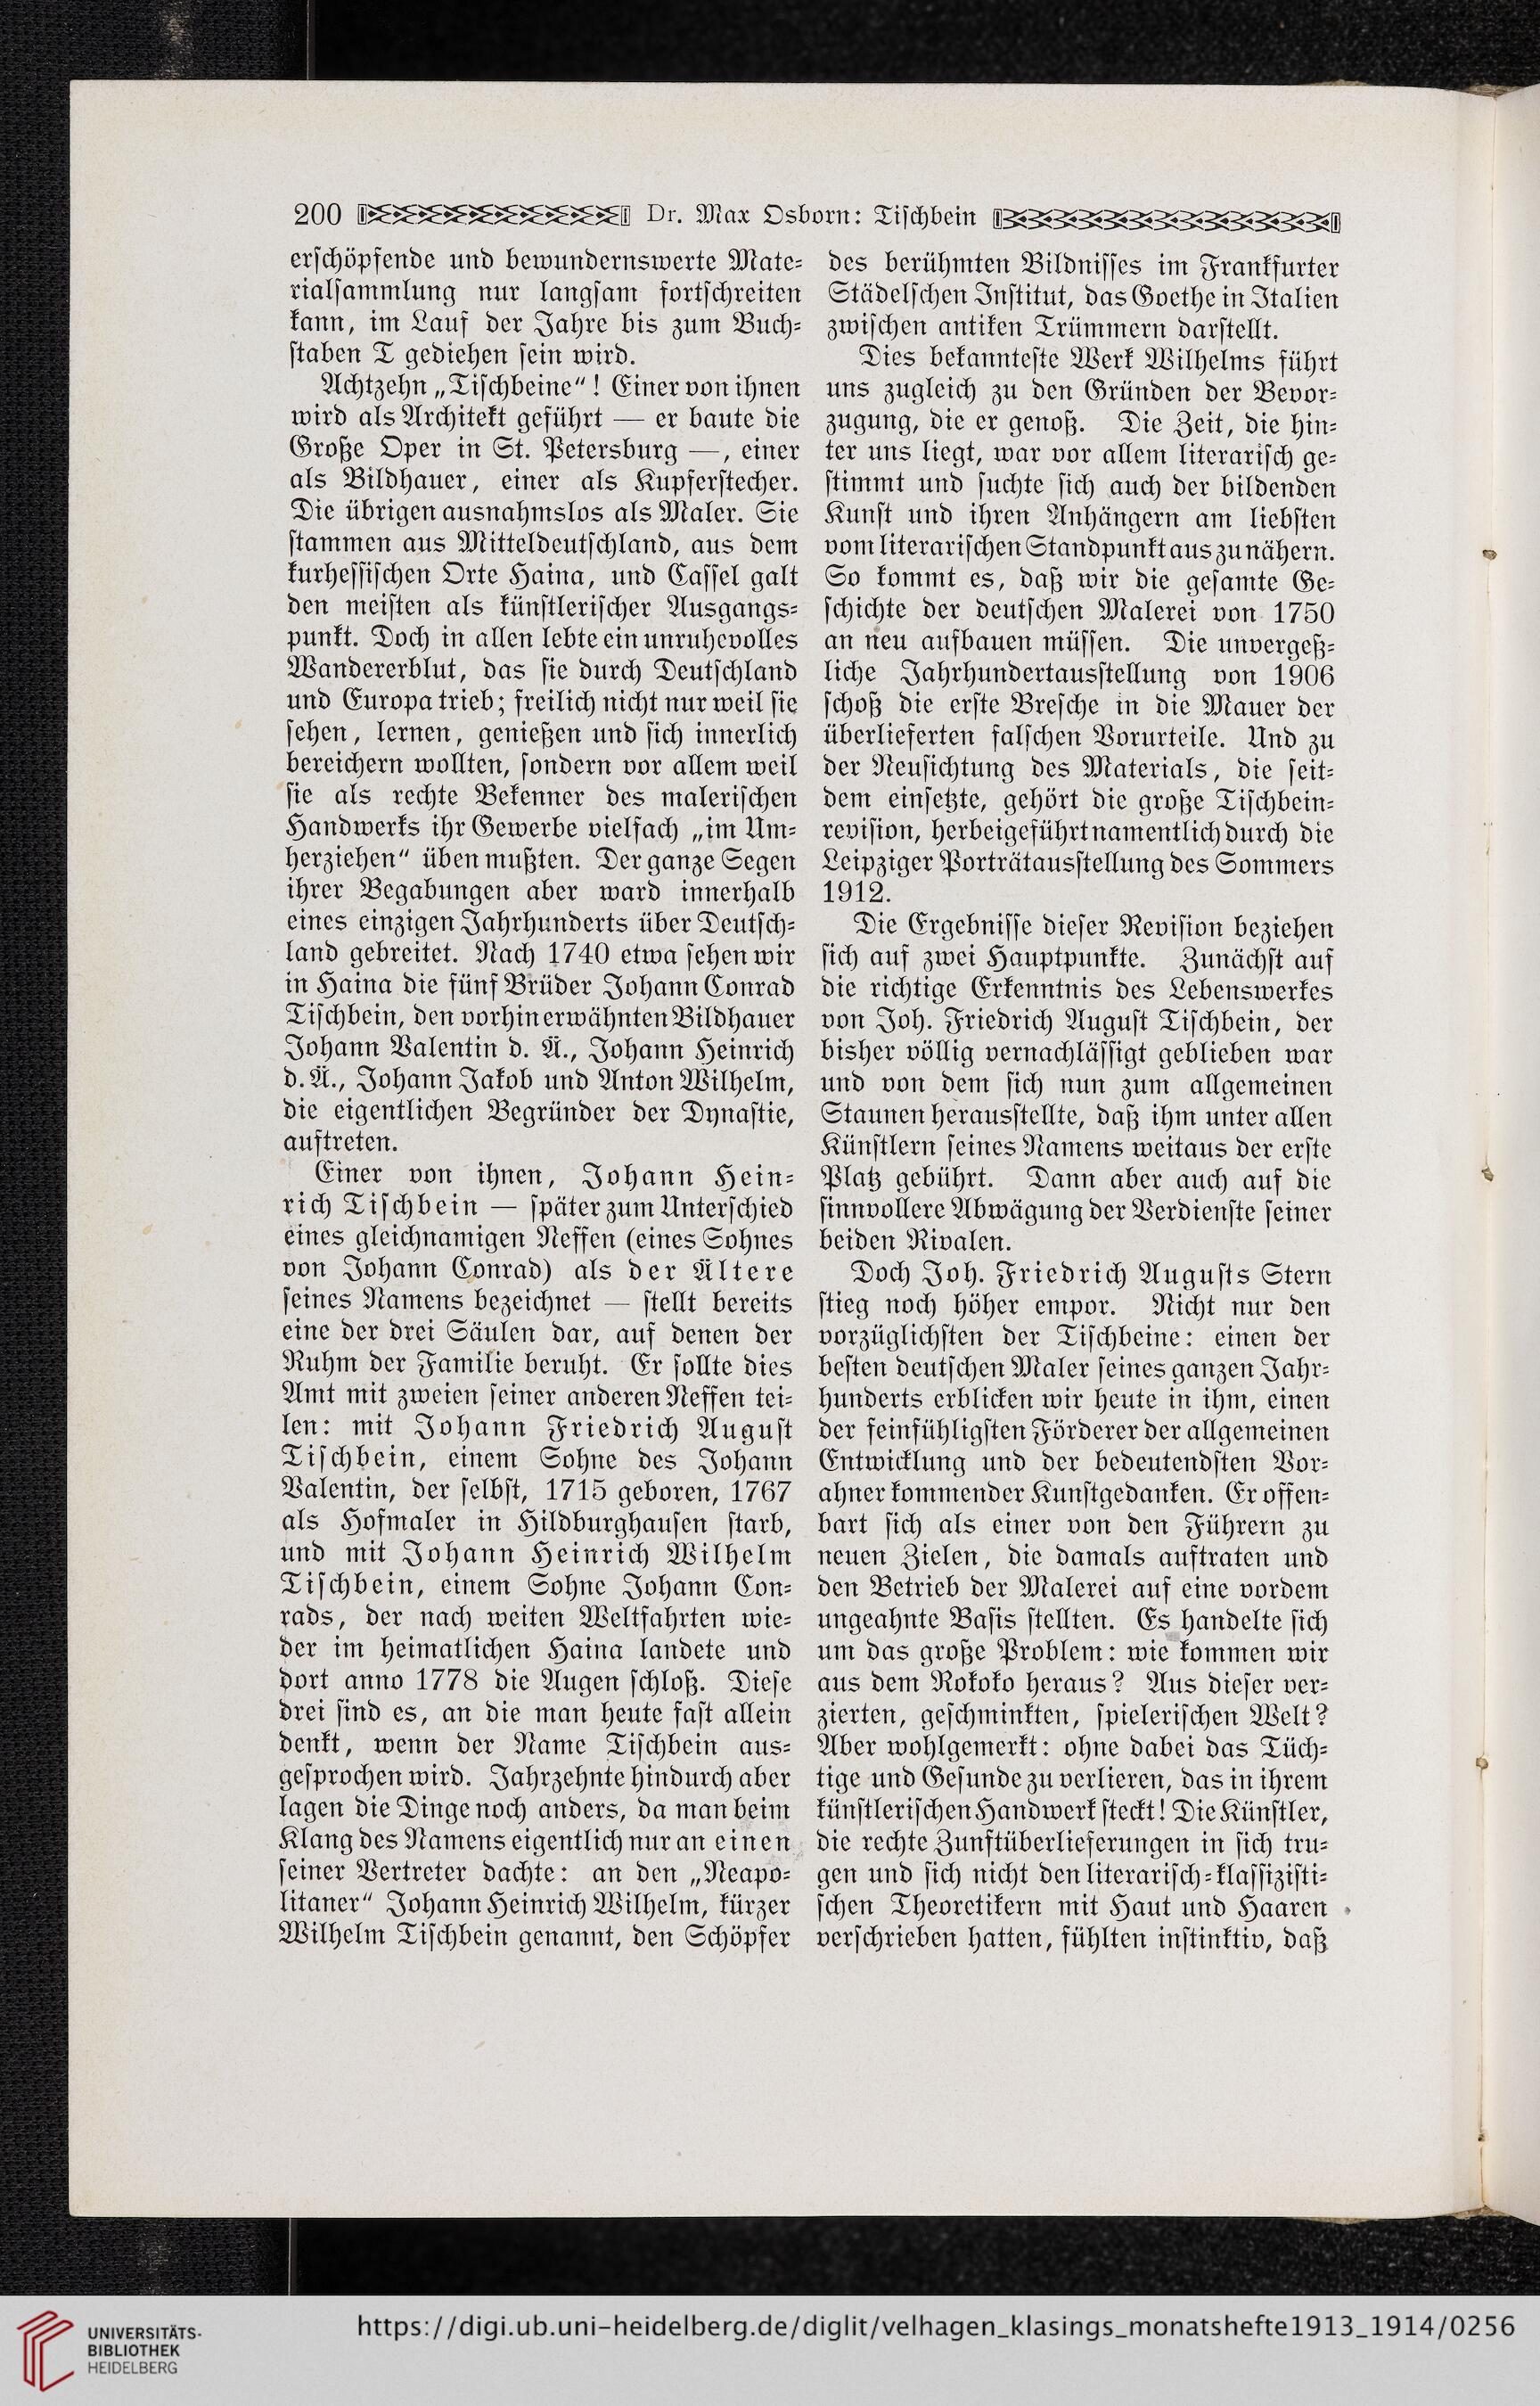 200 Dr. Max Osborn: Tischbein
erschöpfende und bewundernswerte Mate-
rialsammlung nur langsam fortschreiten
kann, im Lauf der Jahre bis zum Buch-
staben T gediehen sein wird.
Achtzehn „Tischbeine“! Einer von ihnen
wird als Architekt geführt — er baute die
Große Oper in St. Petersburg —, einer
als Bildhauer, einer als Kupferstecher.
Die übrigen ausnahmslos als Maler. Sie
stammen aus Mitteldeutschland, aus dem
kurhessischen Orte Haina, und Cassel galt
den meisten als künstlerischer Ausgangs-
punkt. Doch in allen lebte ein unruhevolles
Wandererblut, das sie durch Deutschland
und Europa trieb; freilich nicht nur weil sie
sehen, lernen, genießen und sich innerlich
bereichern wollten, sondern vor allem weil
sie als rechte Bekenner des malerischen
Handwerks ihr Gewerbe vielfach „im Um-
herziehen“ üben mußten. Der ganze Segen
ihrer Begabungen aber ward innerhalb
eines einzigen Jahrhunderts über Deutsch-
land gebreitet. Nach 1740 etwa sehen wir
in Haina die fünf Brüder Johann Conrad
Tischbein, den vorhin erwähnten Bildhauer
Johann Valentin d. Ä., Johann Heinrich
d. Ä., Johann Jakob und Anton Wilhelm,
die eigentlichen Begründer der Dynastie,
auftreten.
Einer von ihnen, Johann Hein-
rich Tischbein — später zum Unterschied
eines gleichnamigen Neffen (eines Sohnes
von Johann Conrad) als der Ältere
seines Namens bezeichnet — stellt bereits
eine der drei Säulen dar, auf denen der
Ruhm der Familie beruht. Er sollte dies
Amt mit zweien seiner anderen Neffen tei-
len: mit Johann Friedrich August
Tischbein, einem Sohne des Johann
Valentin, der selbst, 1715 geboren, 1767
als Hofmaler in Hildburghausen starb,
und mit Johann Heinrich Wilhelm
Tischbein, einem Sohne Johann Con-
rads, der nach weiten Weltfahrten wie-
der im heimatlichen Haina landete und
dort anno 1778 die Augen schloß. Diese
drei sind es, an die man heute fast allein
denkt, wenn der Name Tischbein aus-
gesprochen wird. Jahrzehnte hindurch aber
lagen die Dinge noch anders, da man beim
Klang des Namens eigentlich nur an einen
seiner Vertreter dachte: an den „Neapo-
litaner“ Johann Heinrich Wilhelm, kürzer
Wilhelm Tischbein genannt, den Schöpfer
des berühmten Bildnisses im Frankfurter
Städelschen Institut, das Goethe in Italien
zwischen antiken Trümmern darstellt.
Dies bekannteste Werk Wilhelms führt
uns zugleich zu den Gründen der Bevor-
zugung, die er genoß. Die Zeit, die hin-
ter uns liegt, war vor allem literarisch ge-
stimmt und suchte sich auch der bildenden
Kunst und ihren Anhängern am liebsten
vom literarischen Standpunkt aus zu nähern.
So kommt es, daß wir die gesamte Ge-
schichte der deutschen Malerei von 1750
an neu aufbauen müssen. Die unvergeß-
liche Jahrhundertausstellung von 1906
schoß die erste Bresche in die Mauer der
überlieferten falschen Vorurteile. Und zu
der Neusichtung des Materials, die seit-
dem einsetzte, gehört die große Tischbein-
revision, herbeigeführt namentlich durch die
Leipziger Porträtausstellung des Sommers
1912.
Die Ergebnisse dieser Revision beziehen
sich auf zwei Hauptpunkte. Zunächst auf
die richtige Erkenntnis des Lebenswerkes
von Joh. Friedrich August Tischbein, der
bisher völlig vernachlässigt geblieben war
und von dem sich nun zum allgemeinen
Staunen herausstellte, daß ihm unter allen
Künstlern seines Namens weitaus der erste
Platz gebührt. Dann aber auch auf die
sinnvollere Abwägung der Verdienste seiner
beiden Rivalen.
Doch Joh. Friedrich Augusts Stern
stieg noch höher empor. Nicht nur den
vorzüglichsten der Tischbeine: einen der
besten deutschen Maler seines ganzen Jahr-
hunderts erblicken wir heute in ihm, einen
der feinfühligsten Förderer der allgemeinen
Entwicklung und der bedeutendsten Vor-
ahner kommender Kunstgedanken. Er offen-
bart sich als einer von den Führern zu
neuen Zielen, die damals auftraten und
den Betrieb der Malerei auf eine vordem
ungeahnte Basis stellten. Es handelte sich
um das große Problem: wie kommen wir
aus dem Rokoko heraus? Aus dieser ver-
zierten, geschminkten, spielerischen Welt?
Aber wohlgemerkt: ohne dabei das Tüch-
tige und Gesunde zu verlieren, das in ihrem
künstlerischen Handwerk steckt! Die Künstler,
die rechte Zunftüberlieferungen in sich tru-
gen und sich nicht den literarisch-klassizisti-
schen Theoretikern mit Haut und Haaren
verschrieben hatten, fühlten instinktiv, daß
UNIVERSITÄTS-
BIBLIOTHEK
HEIDELBERG
https://digi.ub.uni-heidelberg.de/diglit/velhagen_klasings_monatshefte1913_1914/0256